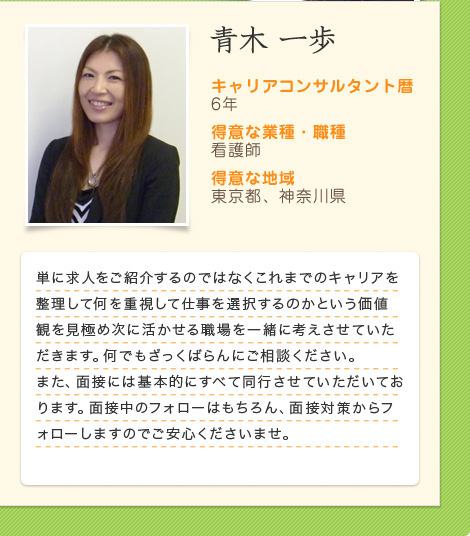 青木 一歩
キャリアコンサルタント暦
6年
得意な業種・職種
看護師
得意な地域
東京都、神奈川県
単に求人をご紹介するのではなくこれまでのキャリアを
整理して何を重視して仕事を選択するのかという価値
観を見極め次に活かせる職場を一緒に考えさせていた
だきます。何でもざっくばらんにご相談ください。
また、面接には基本的にすべて同行させていただいてお
ります。面接中のフォローはもちろん、面接対策からフ
ォローしますのでご安心くださいませ。